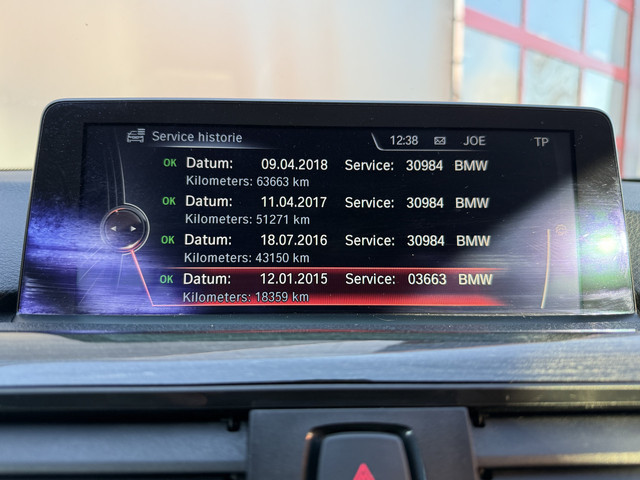 Service historie 12:38 JOE TP
OK Datum: 09.04.2018 Service: 30984 BMW
Kilometers: 63663 km
OK Datum: 11.04.2017 Service: 30984 BMW
Kilometers: 51271 km
OK Datum: 18.07.2016 Service: 30984 BMW
Kilometers: 43150 km
OK Datum: 12.01.2015 Service: 03663 BMW
Kilometers: 18359 km